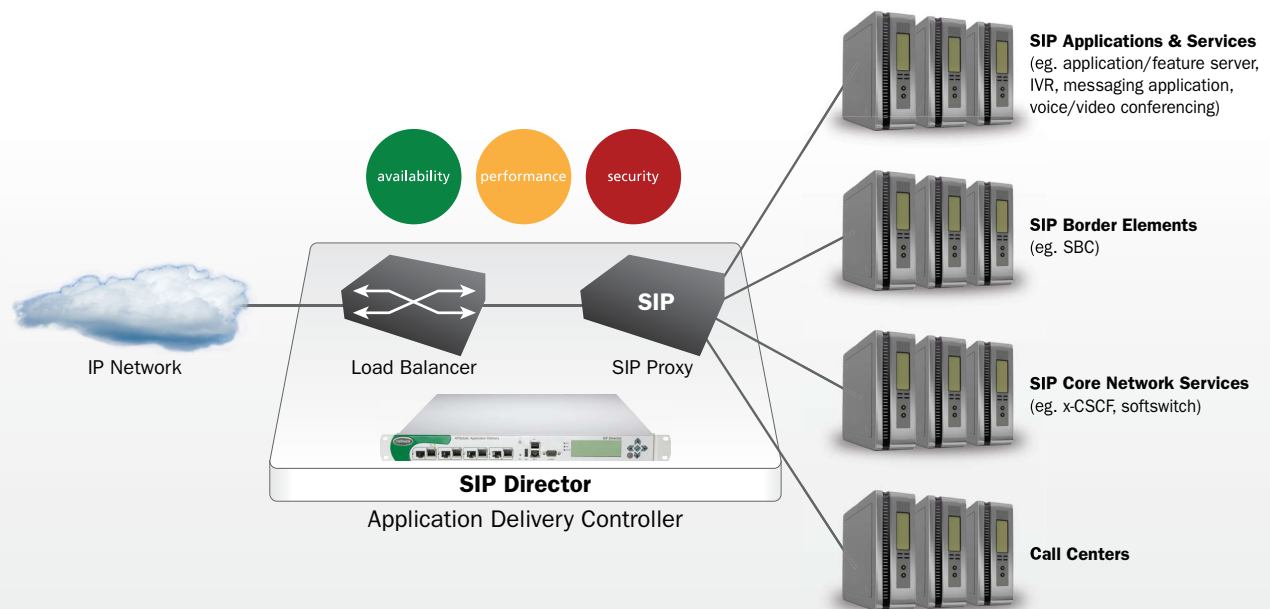 SIP Applications & Services
(eg. application/feature server,
IVR, messaging application,
voice/video conferencing)
availability
performance
security
SIP Border Elements
(eg. SBC)
SIP
IP Network
Load Balancer
SIP Proxy
SIP Core Network Services
(eg. x-CSCF, softswitch)
SIP Director
SIP Director
Application Delivery Controller
Call Centers